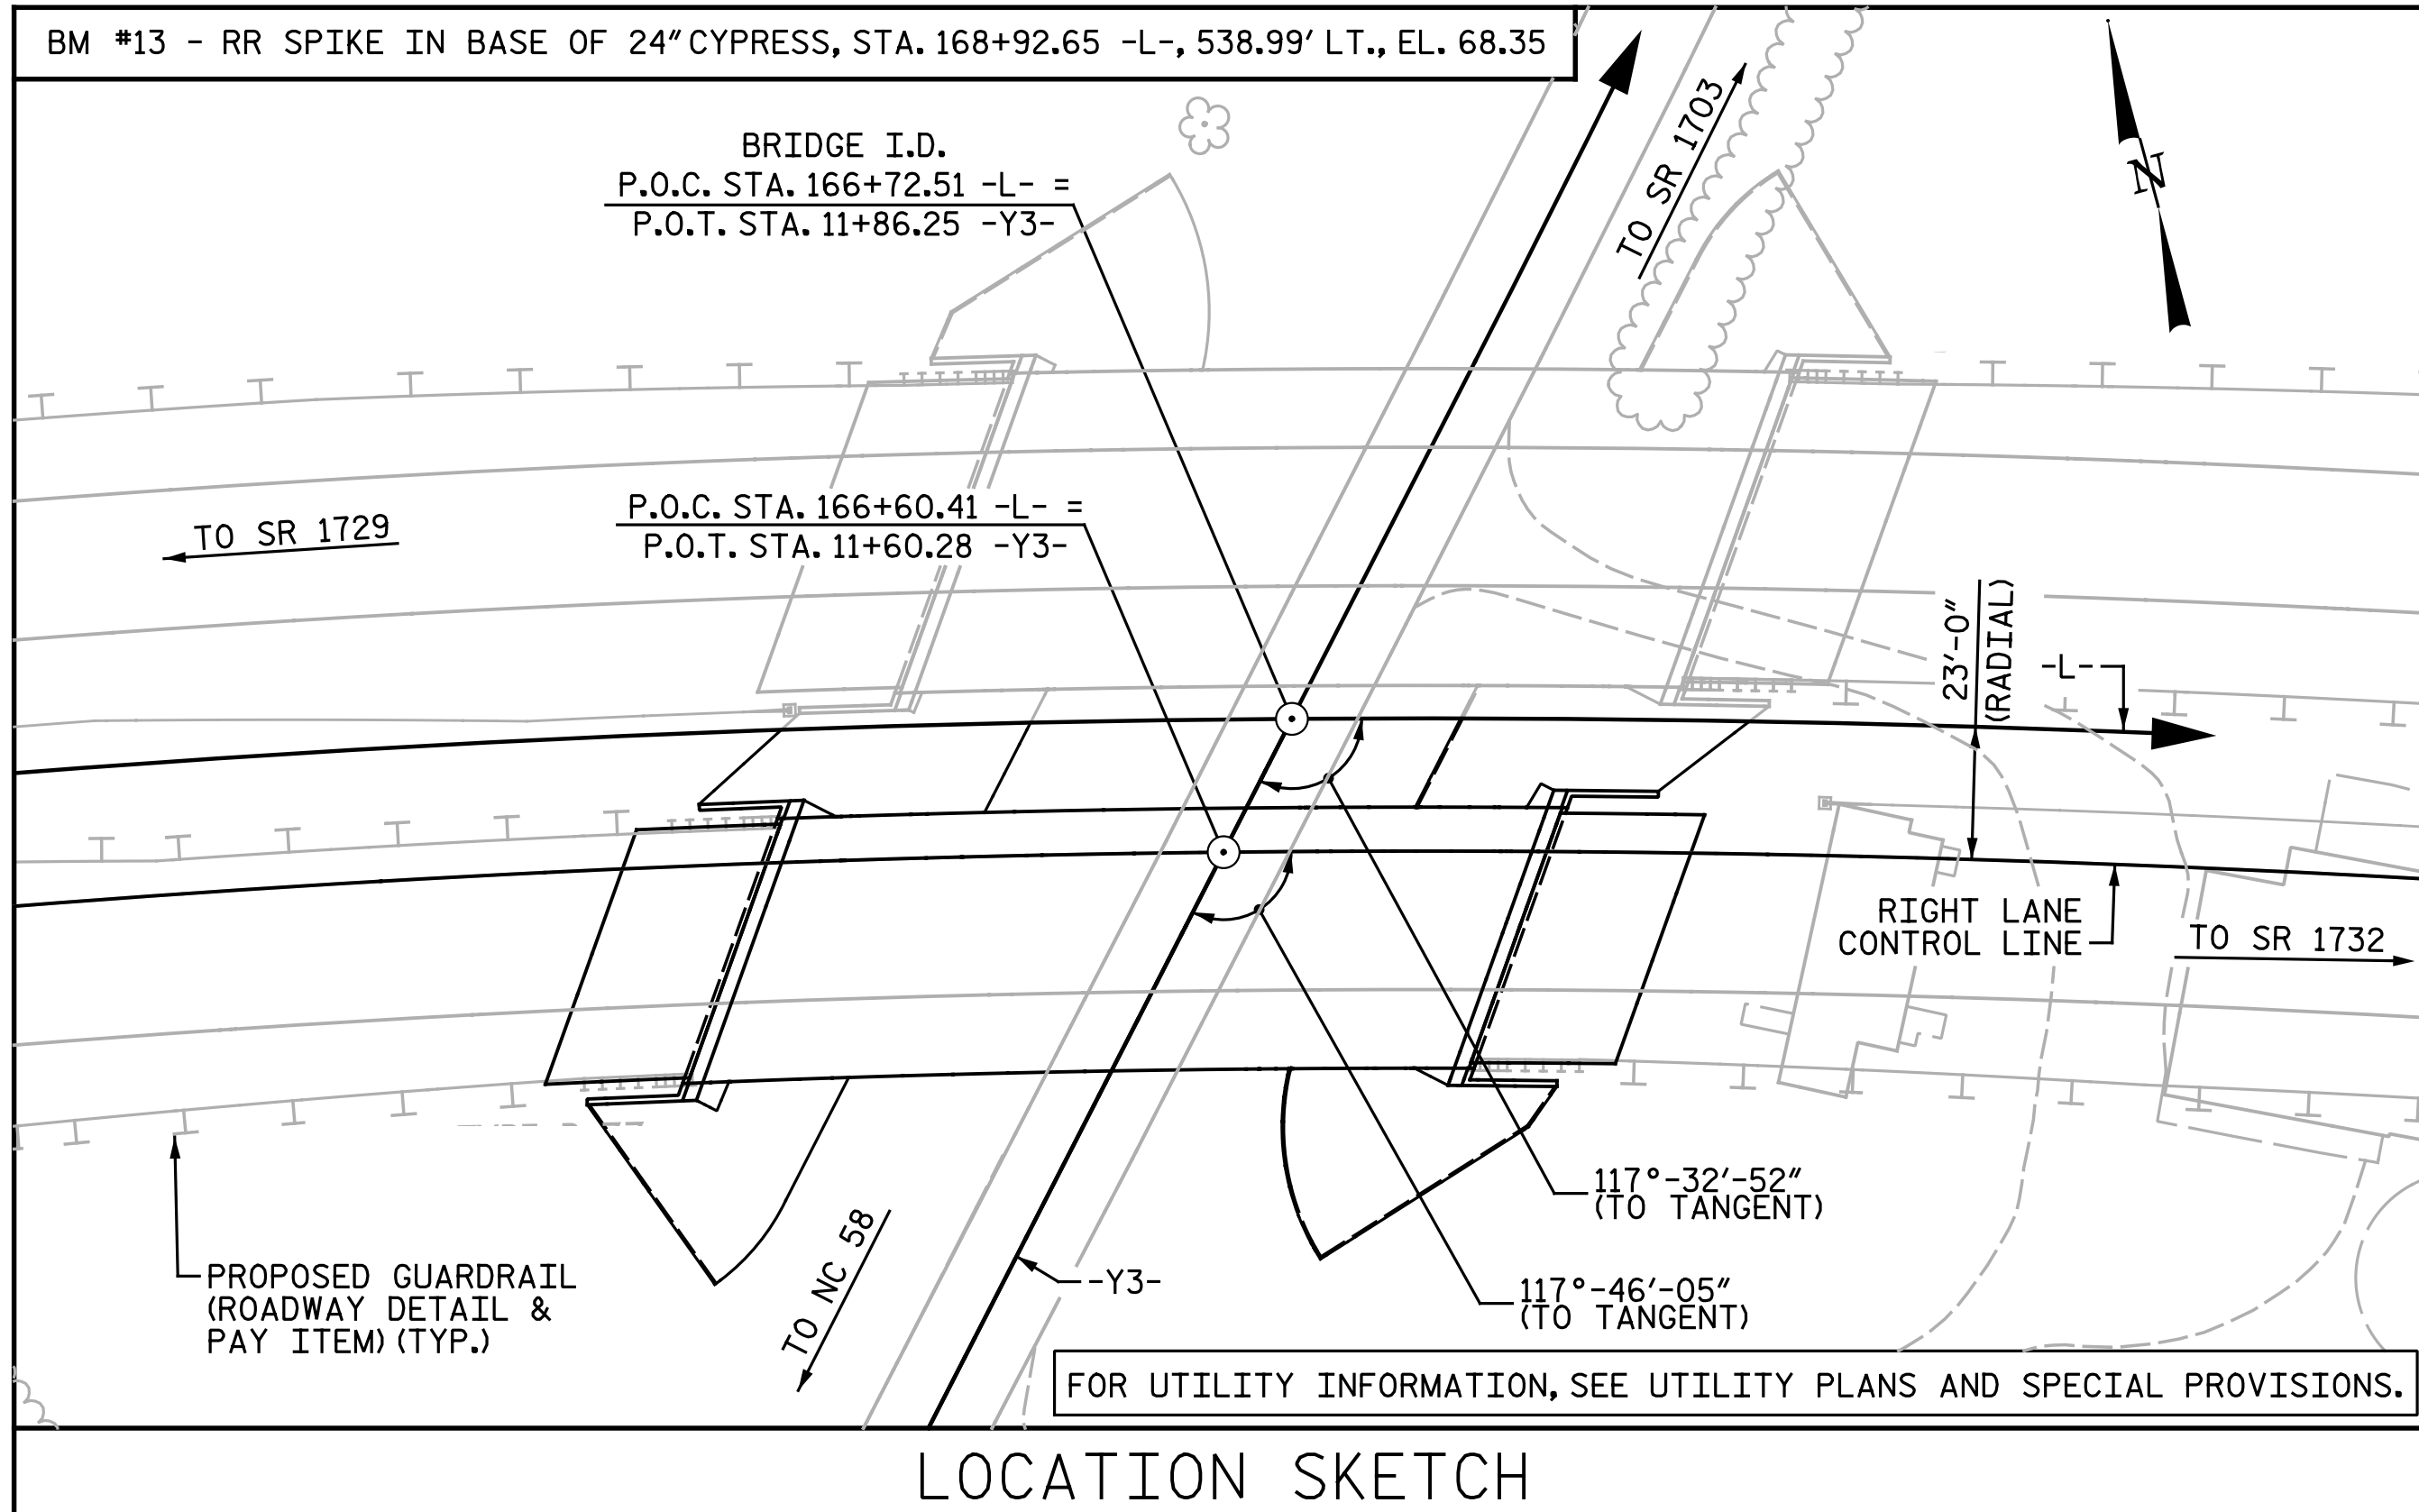 BM #13 - RR SPIKE IN BASE OF 24" CYPRESS, STA. 168+92.65 -L-, 538.99' LT., EL. 68.35
BRIDGE I.D.
P.O.C. STA. 166+72.51 -L- =
P.O.T. STA. 11+86.25 -Y3-
TO SR 1703
N
P.O.C. STA. 166+60.41 -L- =
P.O.T. STA. 11+60.28 -Y3-
TO SR 1729
23'-0"
(RADIAL)
-L-
RIGHT LANE
CONTROL LINE
TO SR 1732
117°-32'-52"
(TO TANGENT)
117°-46'-05"
(TO TANGENT)
-Y3-
TO NC 58
PROPOSED GUARDRAIL
(ROADWAY DETAIL &
PAY ITEM) (TYP.)
FOR UTILITY INFORMATION, SEE UTILITY PLANS AND SPECIAL PROVISIONS.
LOCATION SKETCH